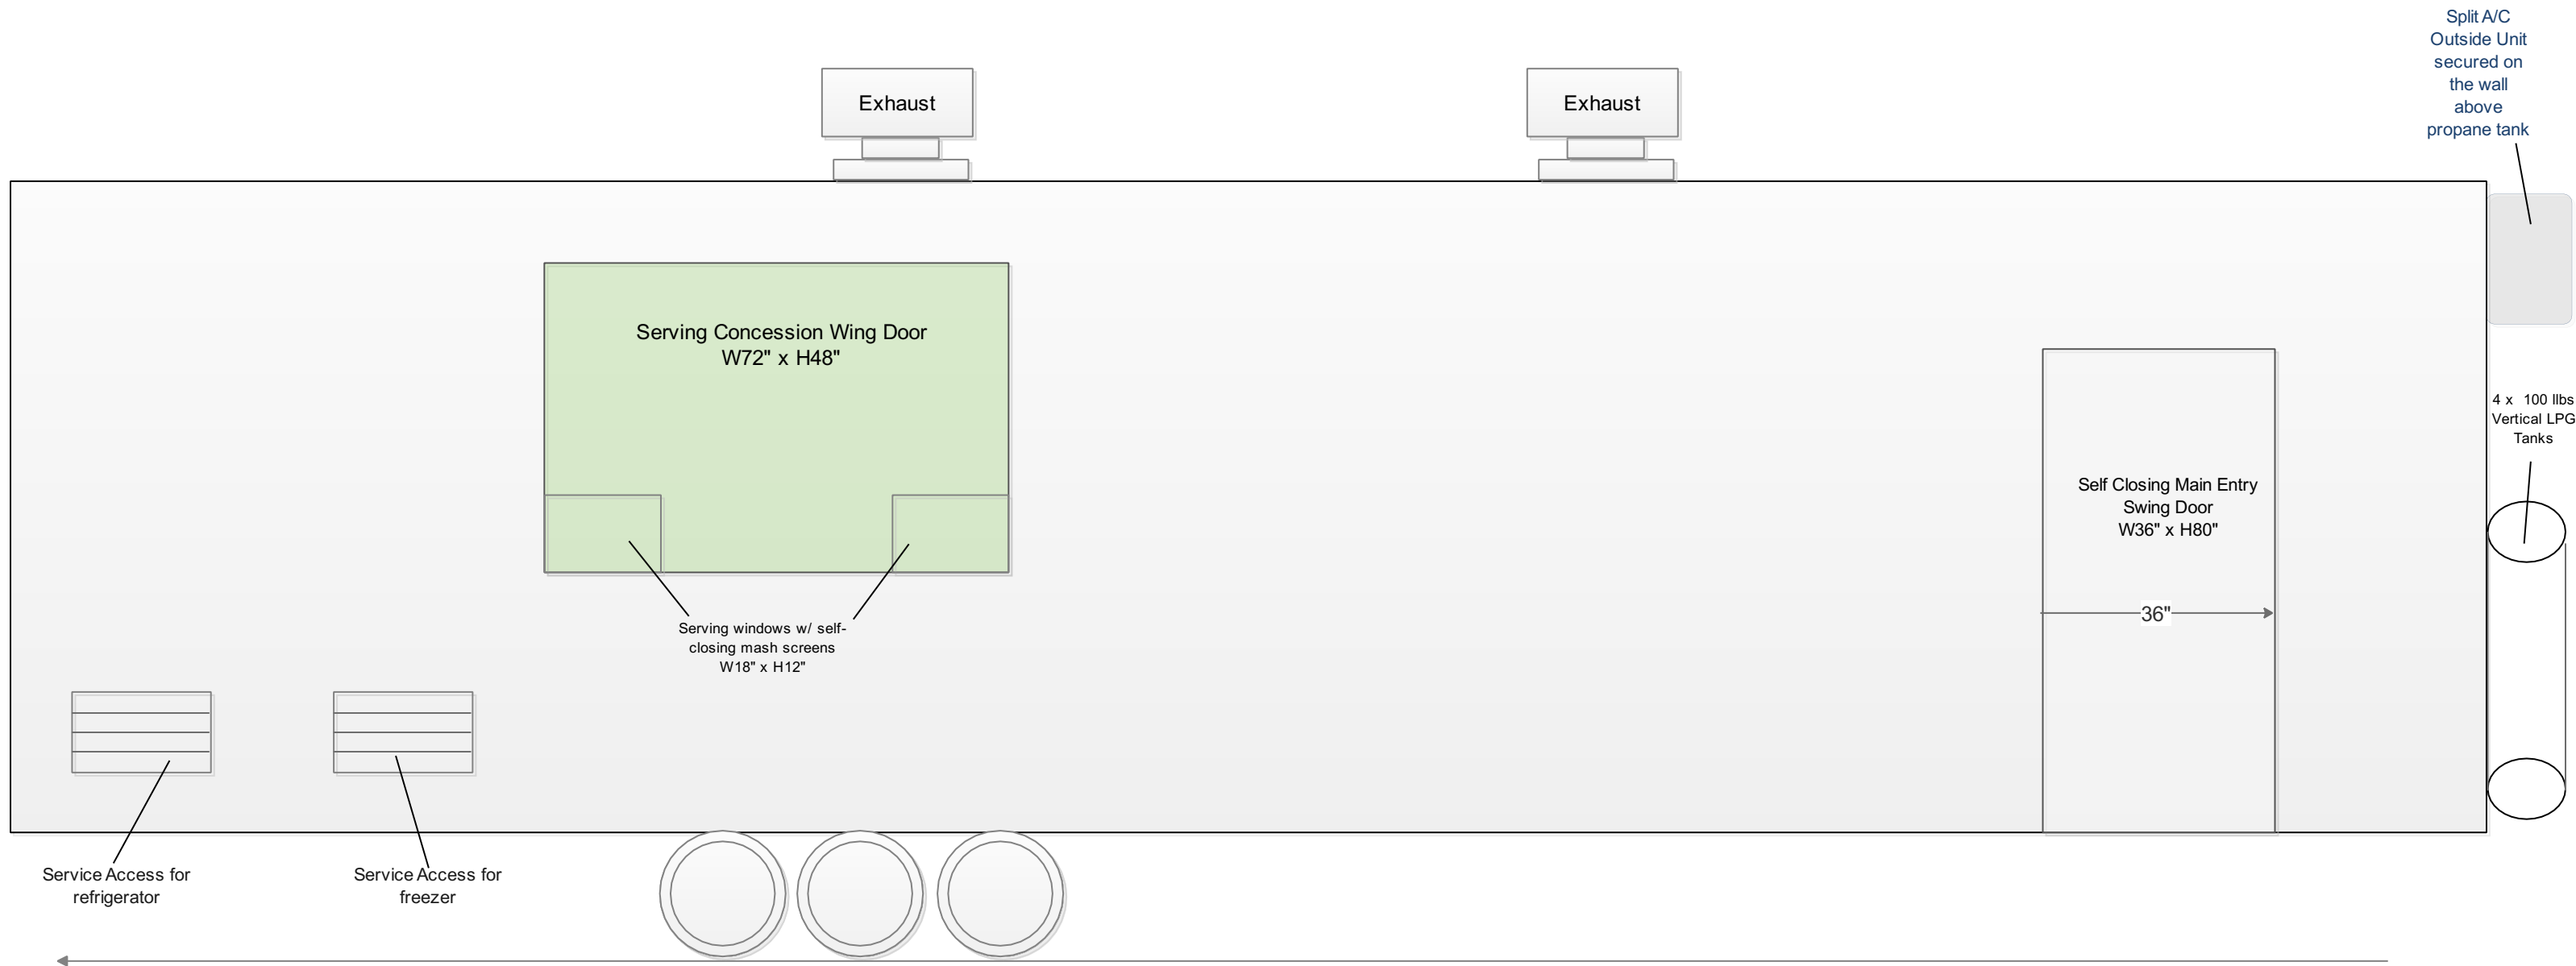 Split A/C
Outside Unit
secured on
the wall
above
propane tank
Exhaust
Exhaust
Serving Concession Wing Door
W72" x H48"
4 x 100 llbs
Vertical LPG
Tanks
Self Closing Main Entry
Swing Door
W36" x H80"
36"
Serving windows w/ self-
closing mash screens
W18" x H12"
Service Access for
refrigerator
Service Access for
freezer